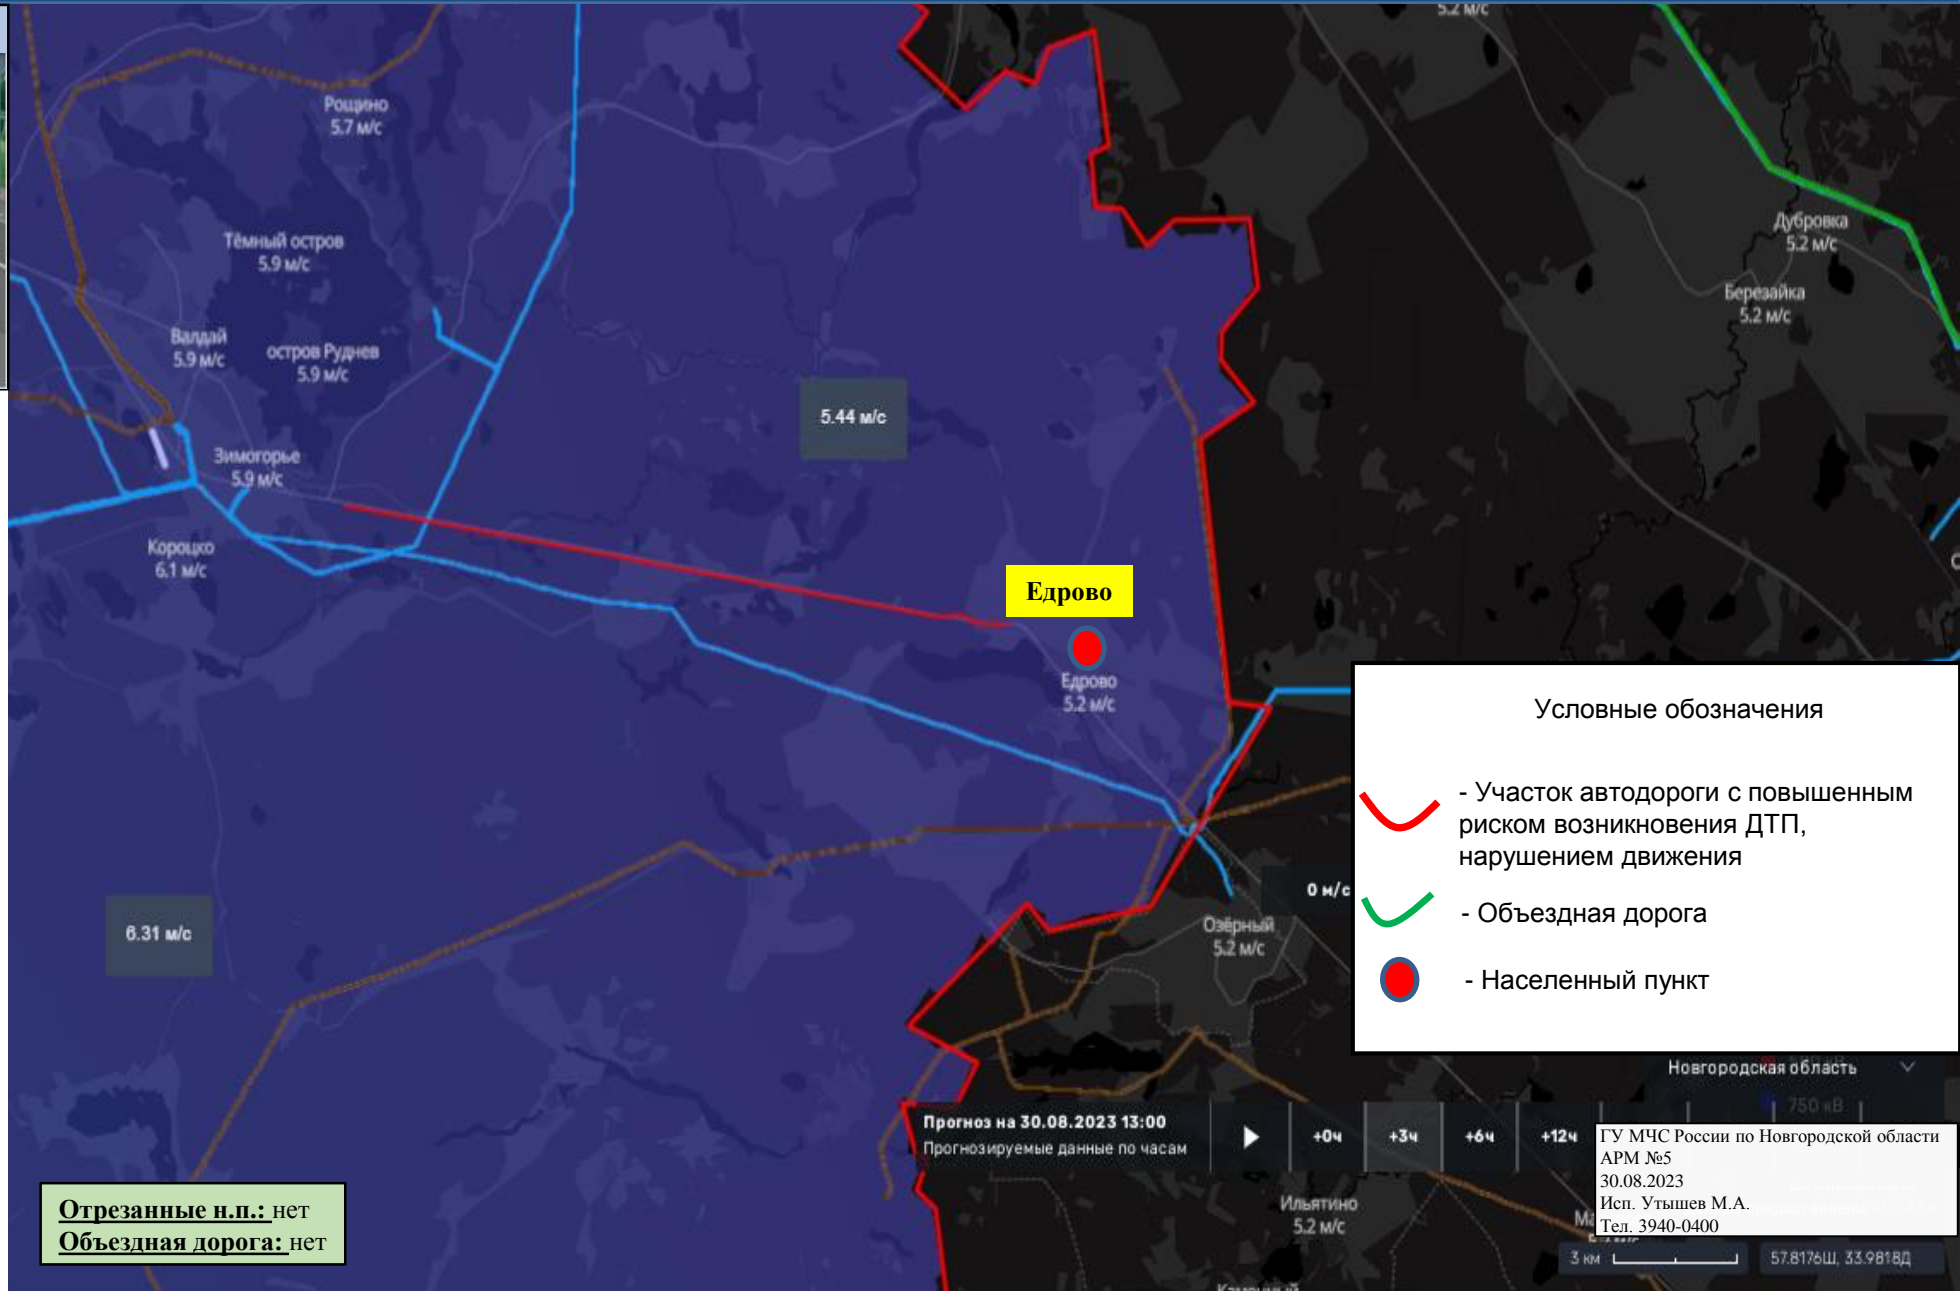 5.2 м/с
Рощино
5.7 м/с
Тёмный остров
5.9 м/с
Дубровка
5.2 м/с
Березайка
5.2 м/с
Валдай
5.9 м/с
остров Руднев
5.9 м/с
5.44 м/с
Зимогорье
5.9 м/с
Короцко
6.1 м/с
Едрово
Едрово
5.2 м/с
Условные обозначения
- Участок автодороги с повышенным
риском возникновения ДТП,
нарушением движения
- Объездная дорога
- Населенный пункт
0 м/с
Озёрный
5.2 м/с
6.31 м/с
Новгородская область
750 кВ
Прогноз на 30.08.2023 13:00
Прогнозируемые данные по часам
+0ч
+3ч
+6ч
+12ч
ГУ МЧС России по Новгородской области
АРМ №5
30.08.2023
Исп. Утышев М.А.
Тел. 3940-0400
Ильятино
5.2 м/с
Отрезанные н.п.: нет
Объездная дорога: нет
3 км
57.8176Ш, 33.9818Д